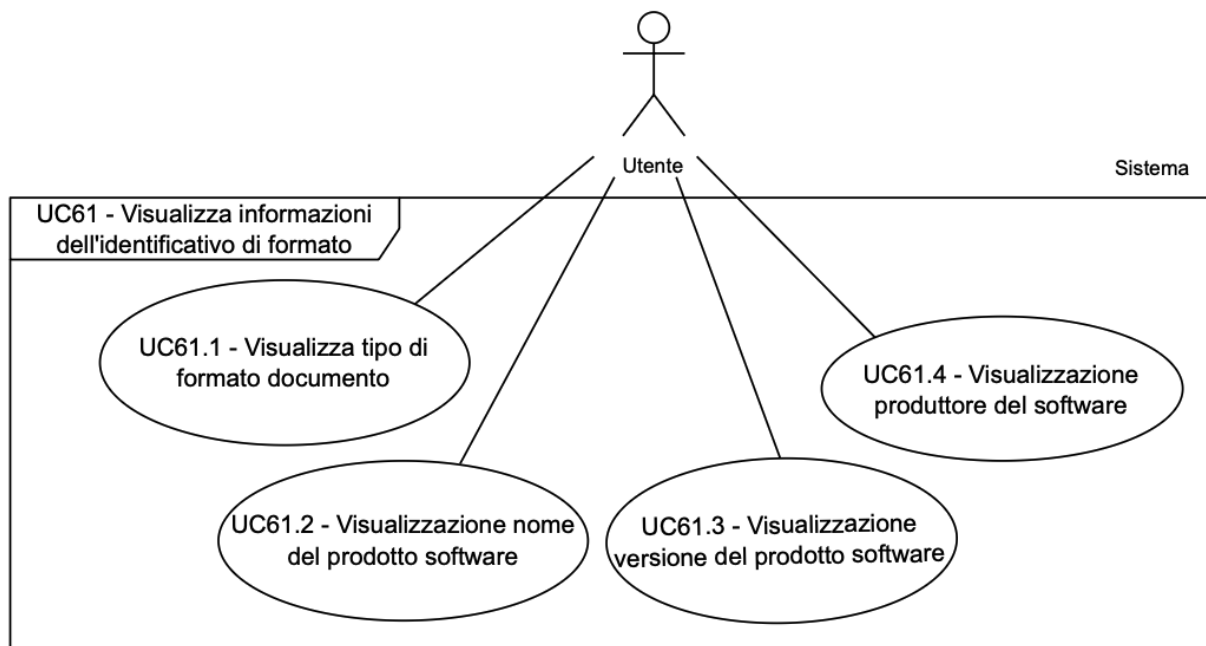 Utente
Sistema
UC61 - Visualizza informazioni
dell'identificativo di formato
UC61.1 - Visualizza tipo di
formato documento
UC61.4 - Visualizzazione
produttore del software
UC61.2 - Visualizzazione nome
del prodotto software
UC61.3 - Visualizzazione
versione del prodotto software